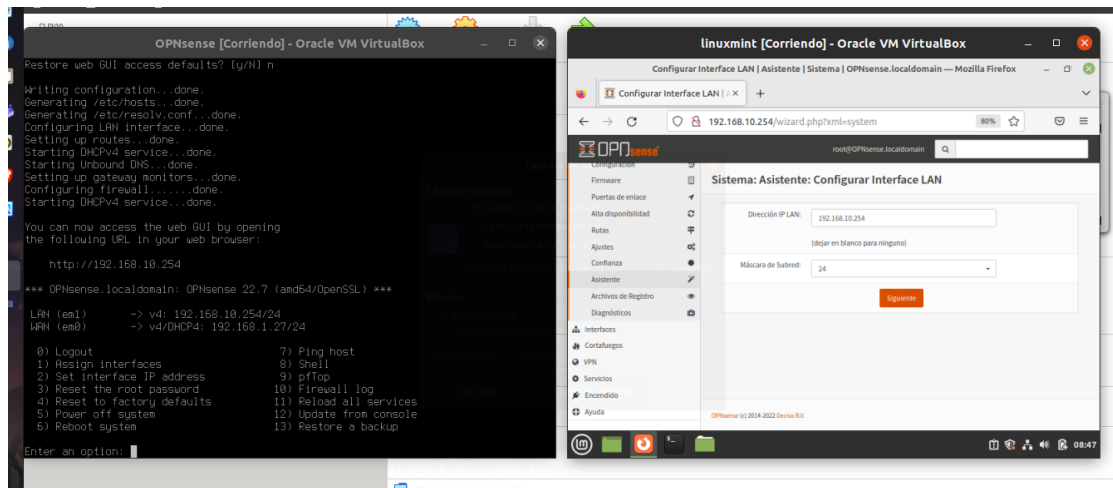 OPNsense [Corriendo] - Oracle VM VirtualBox
Restore web GUI access defaults? [y/N] n
Writing configuration...done.
Generating /etc/hosts...done.
Generating /etc/resolv.conf...done.
Configuring LAN interface...done.
Setting up routes...done.
Starting DHCPv4 service...done.
Starting Unbound DNS...done.
Setting up gateway monitors...done.
Configuring firewall.......done.
Starting DHCPv4 service...done.
You can now access the web GUI by opening
the following URL in your web browser:
http://192.168.10.254
*** OPNsense.localdomain: OPNsense 22.7 (amd64/OpenSSL) ***
LAN (em1) -> v4: 192.168.10.254/24
WAN (em0) -> v4/DHCP4: 192.168.1.27/24
0) Logout 7) Ping host
1) Assign interfaces 8) Shell
2) Set interface IP address 9) pfTop
3) Reset the root password 10) Firewall log
4) Reset to factory defaults 11) Reload all services
5) Power off system 12) Update from console
6) Reboot system 13) Restore a backup
Enter an option:
linuxmint [Corriendo] - Oracle VM VirtualBox
Configurar Interface LAN | Asistente | Sistema | OPNsense.localdomain — Mozilla Firefox
Configurar Interface LAN | A
192.168.10.254/wizard.php?xml=system 80%
OPNsense root@OPNsense.localdomain
Configuración
Firmware
Puertas de enlace
Alta disponibilidad
Rutas
Ajustes
Confianza
Asistente
Archivos de Registro
Diagnósticos
Interfaces
Cortafuegos
VPN
Servicios
Encendido
Ayuda
Sistema: Asistente: Configurar Interface LAN
Dirección IP LAN: 192.168.10.254
(dejar en blanco para ninguno)
Máscara de Subred: 24
Siguiente
OPNsense (c) 2014-2022 Deciso B.V.
08:47